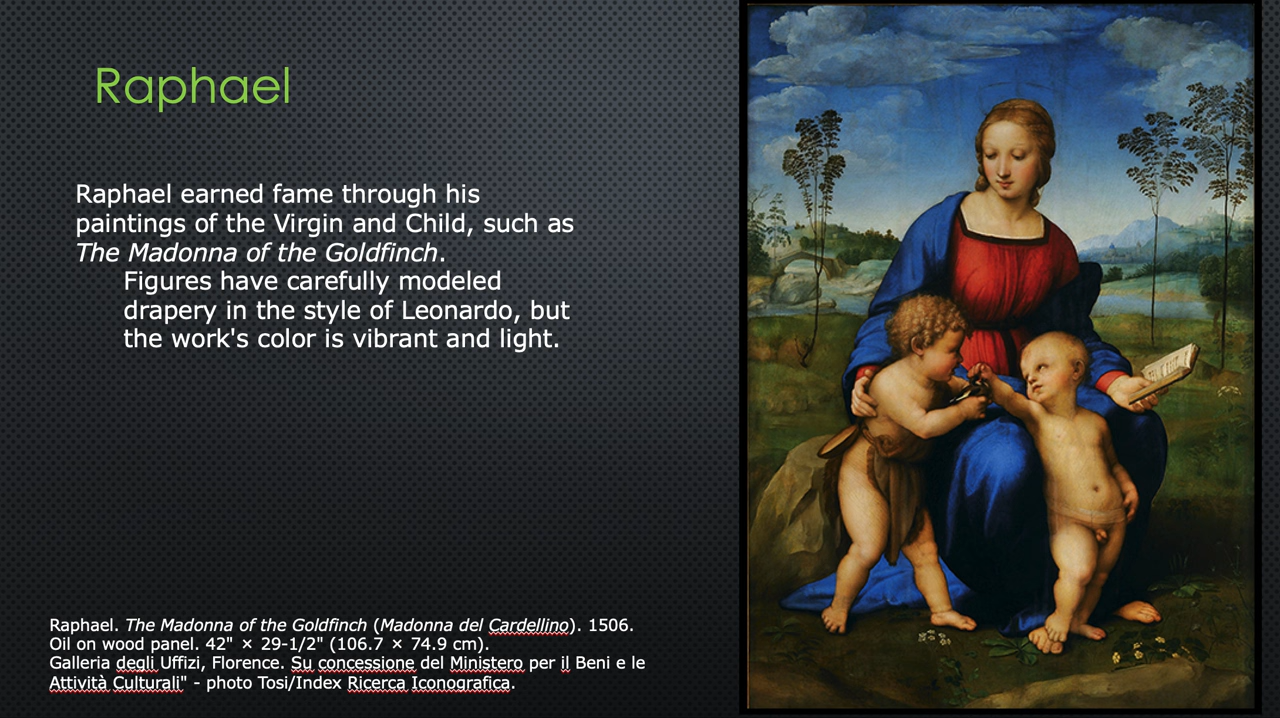 Raphael
Raphael earned fame through his
paintings of the Virgin and Child, such as
The Madonna of the Goldfinch.
Figures have carefully modeled
drapery in the style of Leonardo, but
the work's color is vibrant and light.
Raphael. The Madonna of the Goldfinch (Madonna del Cardellino). 1506.
Oil on wood panel. 42" × 29-1/2" (106.7 × 74.9 cm).
Galleria degli Uffizi, Florence. Su concessione del Ministero per il Beni e le
Attività Culturali" - photo Tosi/Index Ricerca Iconografica.